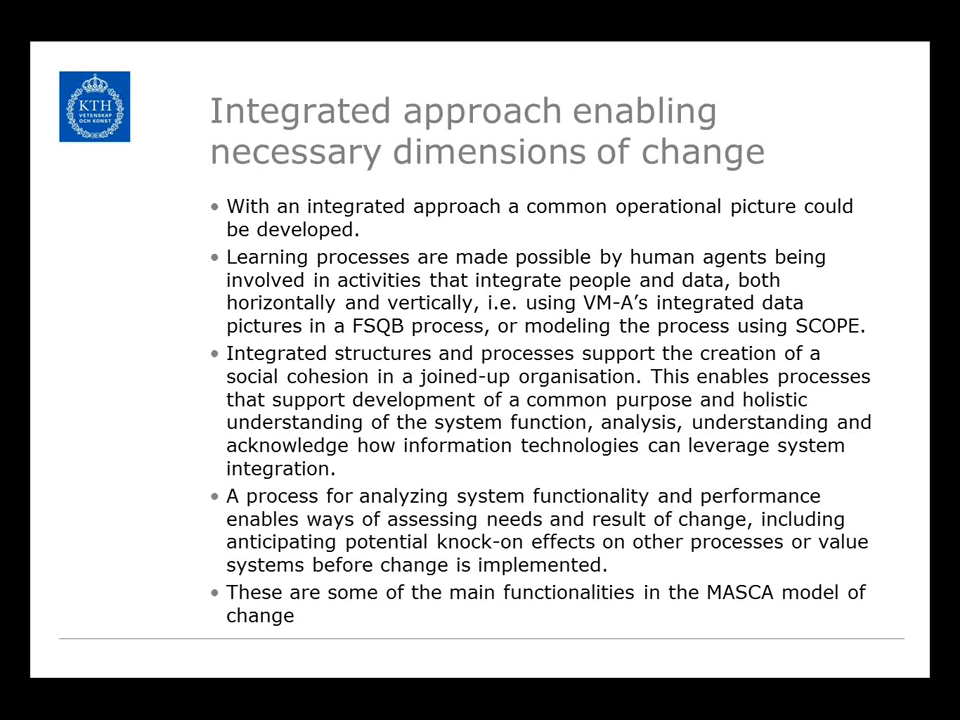 KTH
VETENSKAP
OCH KONST
Integrated approach enabling
necessary dimensions of change
• With an integrated approach a common operational picture could
be developed.
• Learning processes are made possible by human agents being
involved in activities that integrate people and data, both
horizontally and vertically, i.e. using VM-A’s integrated data
pictures in a FSQB process, or modeling the process using SCOPE.
• Integrated structures and processes support the creation of a
social cohesion in a joined-up organisation. This enables processes
that support development of a common purpose and holistic
understanding of the system function, analysis, understanding and
acknowledge how information technologies can leverage system
integration.
• A process for analyzing system functionality and performance
enables ways of assessing needs and result of change, including
anticipating potential knock-on effects on other processes or value
systems before change is implemented.
• These are some of the main functionalities in the MASCA model of
change